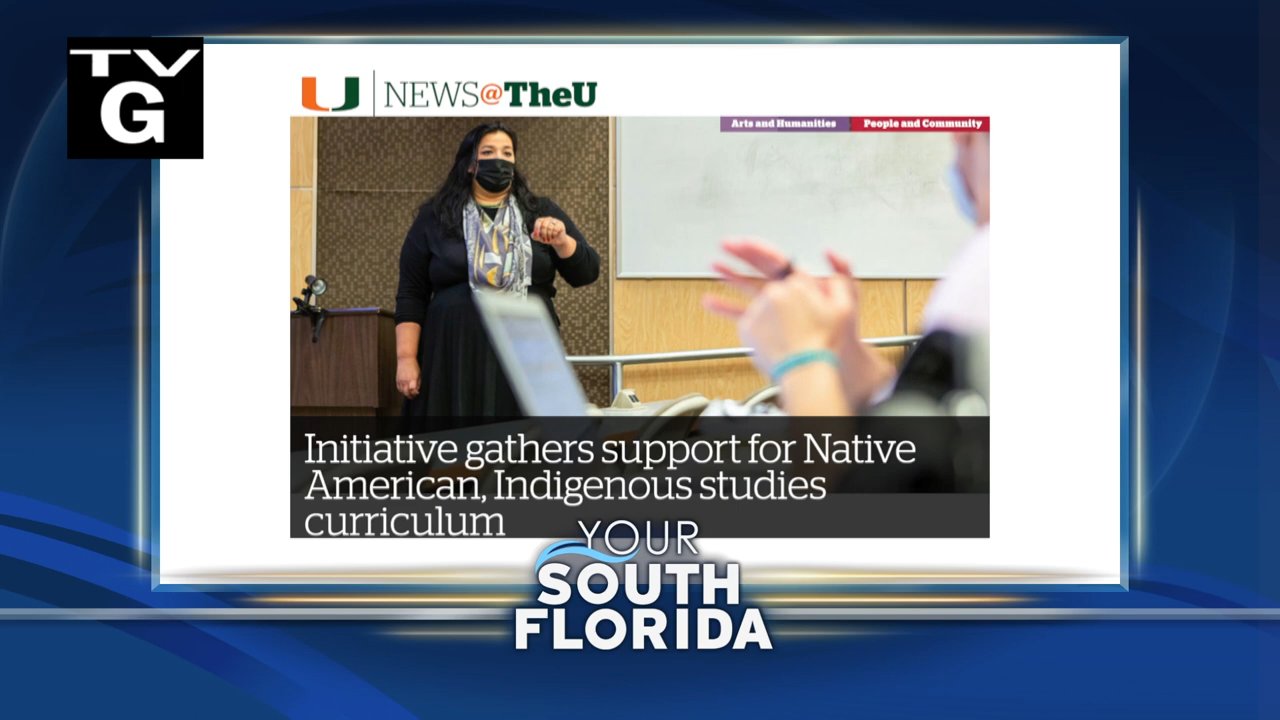 TV
G
U NEWS@TheU
Arts and Humanities People and Community
Initiative gathers support for Native
American, Indigenous studies
curriculum
YOUR
SOUTH
FLORIDA